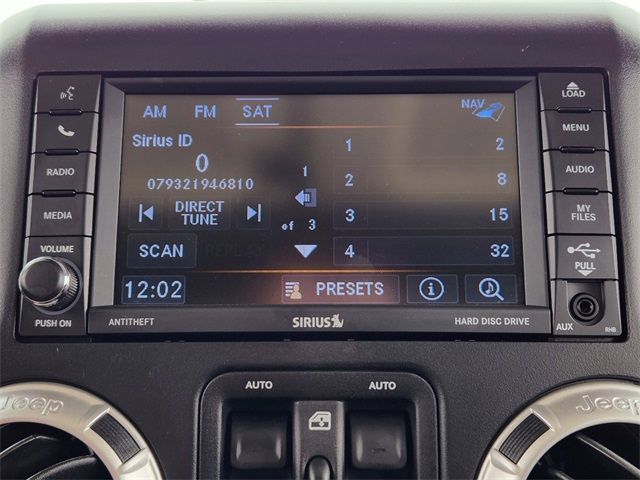 LOAD
AM FM SAT NAV
MENU
Sirius ID
0
079321946810
DIRECT
TUNE
SCAN
REPLAY
12:02
1
of 3
1 2
2 8
3 15
4 32
PRESETS
RADIO
MEDIA
VOLUME
PUSH ON
AUDIO
MY
FILES
PULL
AUX
RHB
ANTITHEFT
SIRIUS
HARD DISC DRIVE
AUTO AUTO
Jeep Jeep